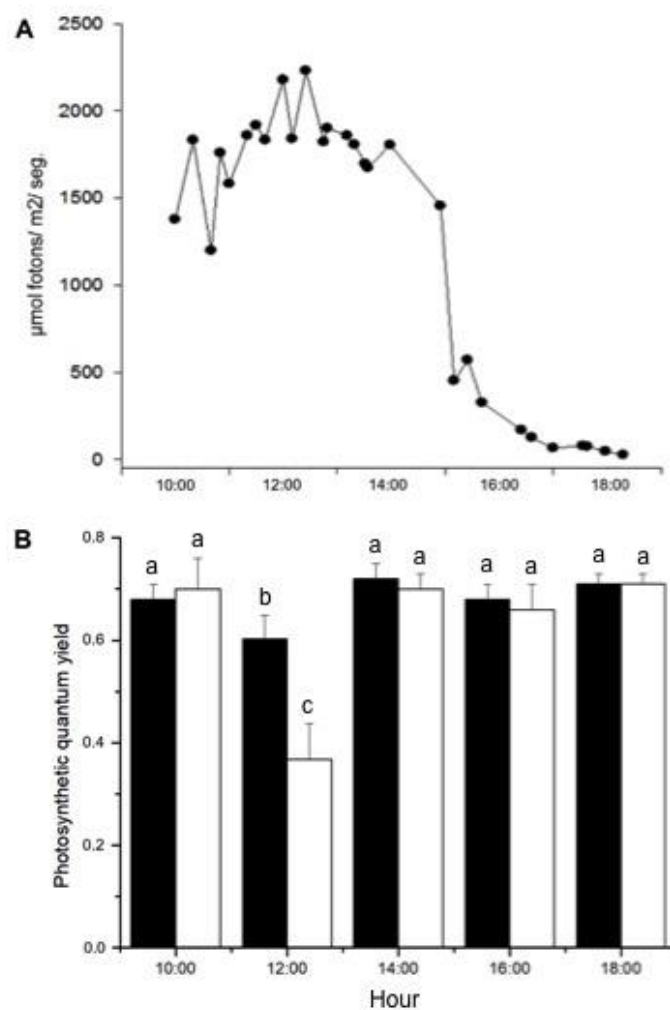 A
2500
2000
1500
1000
500
0
µmol fotons/ m2/ seg.
10:00 12:00 14:00 16:00 18:00
B
0.8
0.6
0.4
0.2
0.0
Photosynthetic quantum yield
a a b c a a a a a a
10:00 12:00 14:00 16:00 18:00
Hour